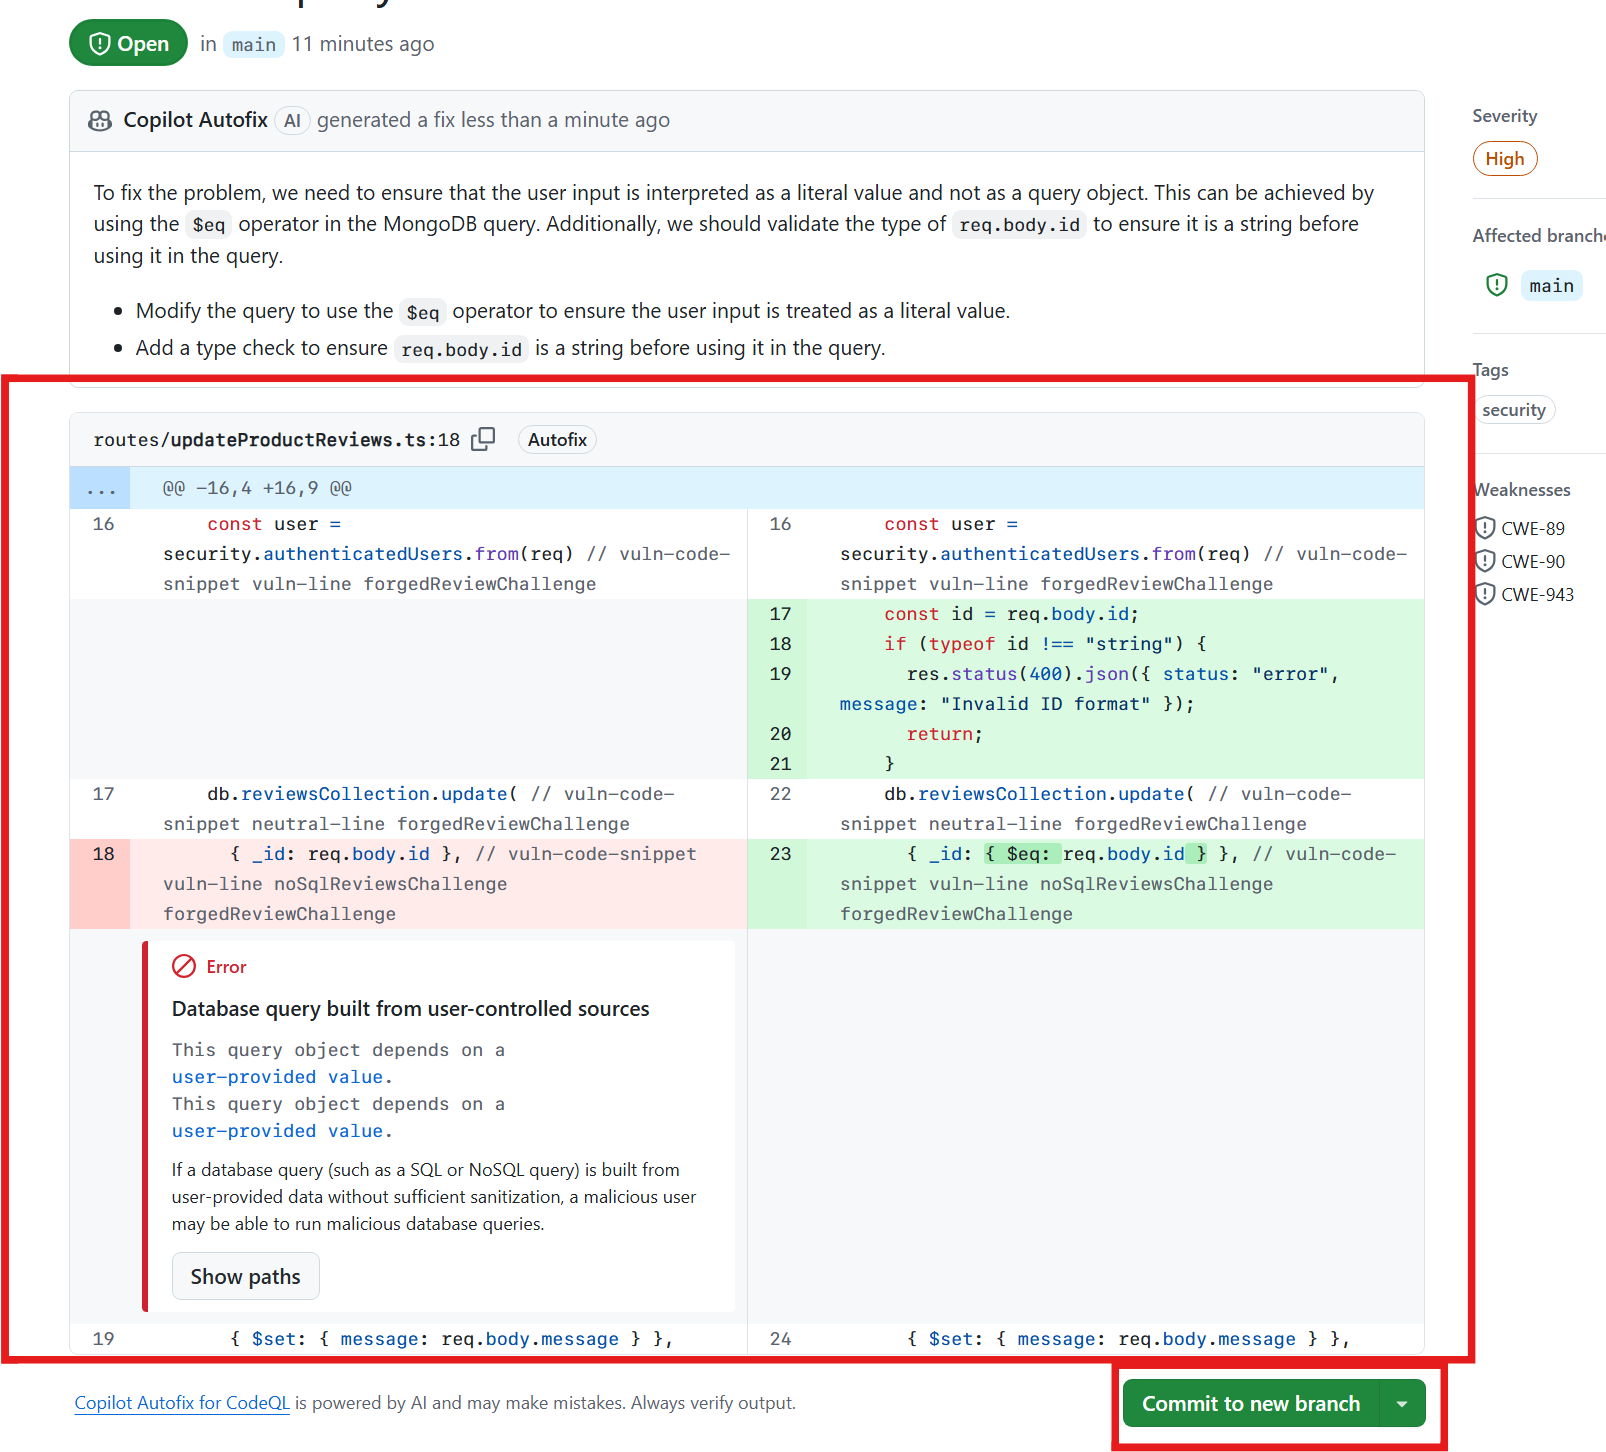 Open in main 11 minutes ago
Copilot Autofix AI generated a fix less than a minute ago
To fix the problem, we need to ensure that the user input is interpreted as a literal value and not as a query object. This can be achieved by
using the $eq operator in the MongoDB query. Additionally, we should validate the type of req.body.id to ensure it is a string before
using it in the query.
• Modify the query to use the $eq operator to ensure the user input is treated as a literal value.
• Add a type check to ensure req.body.id is a string before using it in the query.
Severity
High
Affected
main
Tags
security
Weaknesses
CWE-89
CWE-90
CWE-943
routes/updateProductReviews.ts:18 Autofix
... @@ -16,4 +16,9 @@
16 const user =
security.authenticatedUsers.from(req) // vuln-code-
snippet vuln-line forgedReviewChallenge
17 db.reviewsCollection.update( // vuln-code-
snippet neutral-line forgedReviewChallenge
18 { _id: req.body.id }, // vuln-code-snippet
vuln-line noSqlReviewsChallenge
forgedReviewChallenge
Error
Database query built from user-controlled sources
This query object depends on a
user-provided value.
This query object depends on a
user-provided value.
If a database query (such as a SQL or NoSQL query) is built from
user-provided data without sufficient sanitization, a malicious user
may be able to run malicious database queries.
Show paths
19 { $set: { message: req.body.message } },
16 const user =
security.authenticatedUsers.from(req) // vuln-code-
snippet vuln-line forgedReviewChallenge
17 const id = req.body.id;
18 if (typeof id !== "string") {
19 res.status(400).json({ status: "error",
message: "Invalid ID format" });
20 return;
21 }
22 db.reviewsCollection.update( // vuln-code-
snippet neutral-line forgedReviewChallenge
23 { _id: { $eq: req.body.id } }, // vuln-code-
snippet vuln-line noSqlReviewsChallenge
forgedReviewChallenge
24 { $set: { message: req.body.message } },
Copilot Autofix for CodeQL is powered by AI and may make mistakes. Always verify output.
Commit to new branch